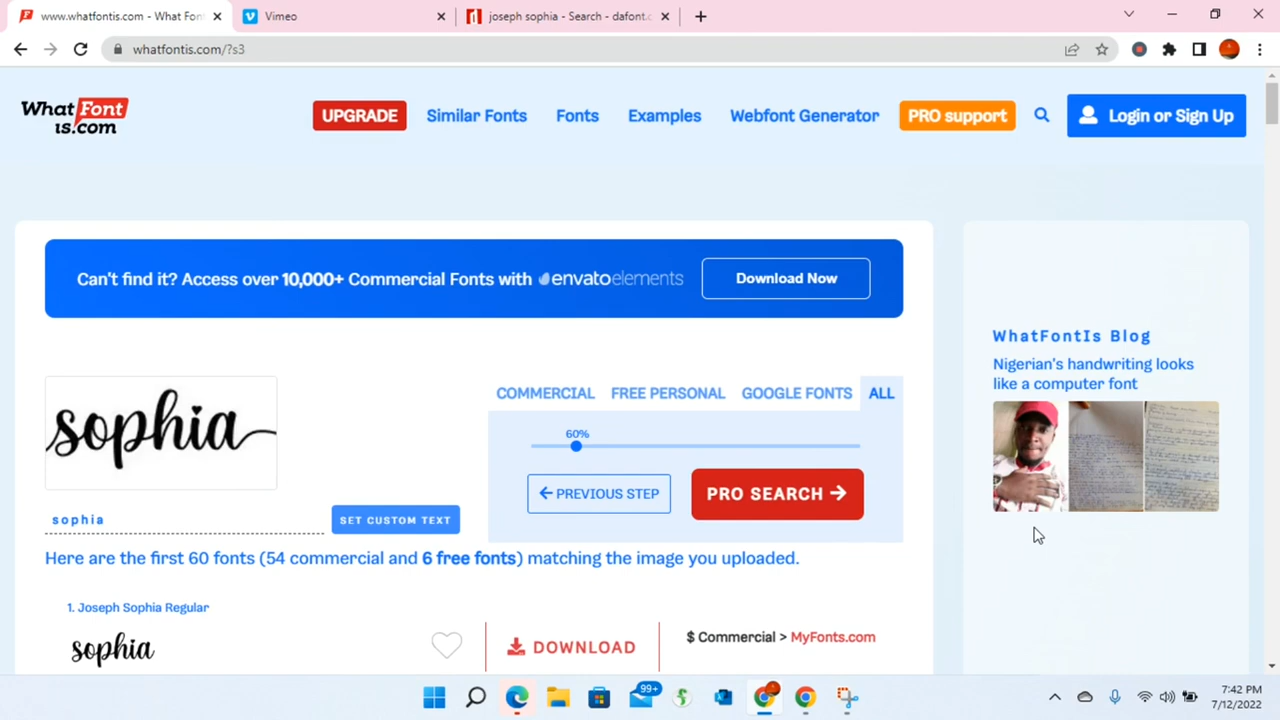 www.whatfontis.com - What Font
Vimeo
joseph sophia - Search - dafont.c
whatfontis.com/?s3
What Font is.com
UPGRADE
Similar Fonts
Fonts
Examples
Webfont Generator
PRO support
Login or Sign Up
Can't find it? Access over 10,000+ Commercial Fonts with envatoelements
Download Now
WhatFontIs Blog
Nigerian's handwriting looks
like a computer font
sophia
COMMERCIAL
FREE PERSONAL
GOOGLE FONTS
ALL
60%
PREVIOUS STEP
PRO SEARCH
sophia
SET CUSTOM TEXT
Here are the first 60 fonts (54 commercial and 6 free fonts) matching the image you uploaded.
1. Joseph Sophia Regular
sophia
DOWNLOAD
$ Commercial > MyFonts.com
99+
7:42 PM
7/12/2022